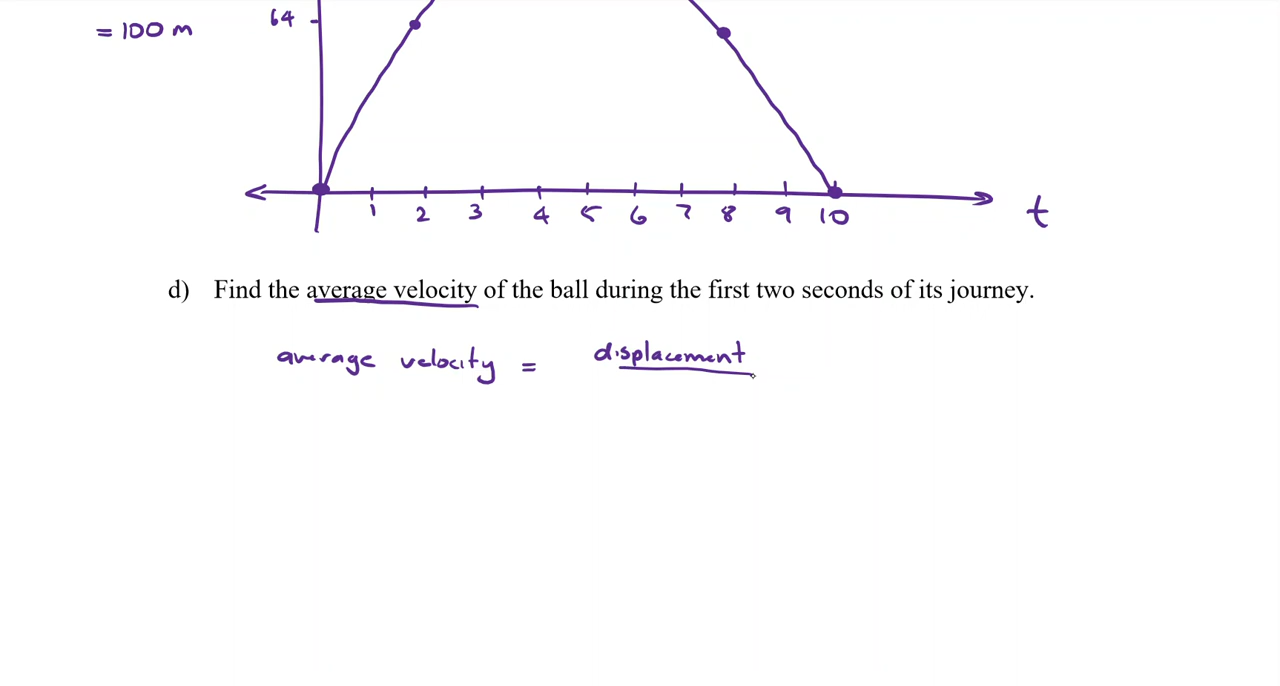 64
= 100 m
1 2 3 4 5 6 7 8 9 10 t
d) Find the average velocity of the ball during the first two seconds of its journey.
average velocity = displacement